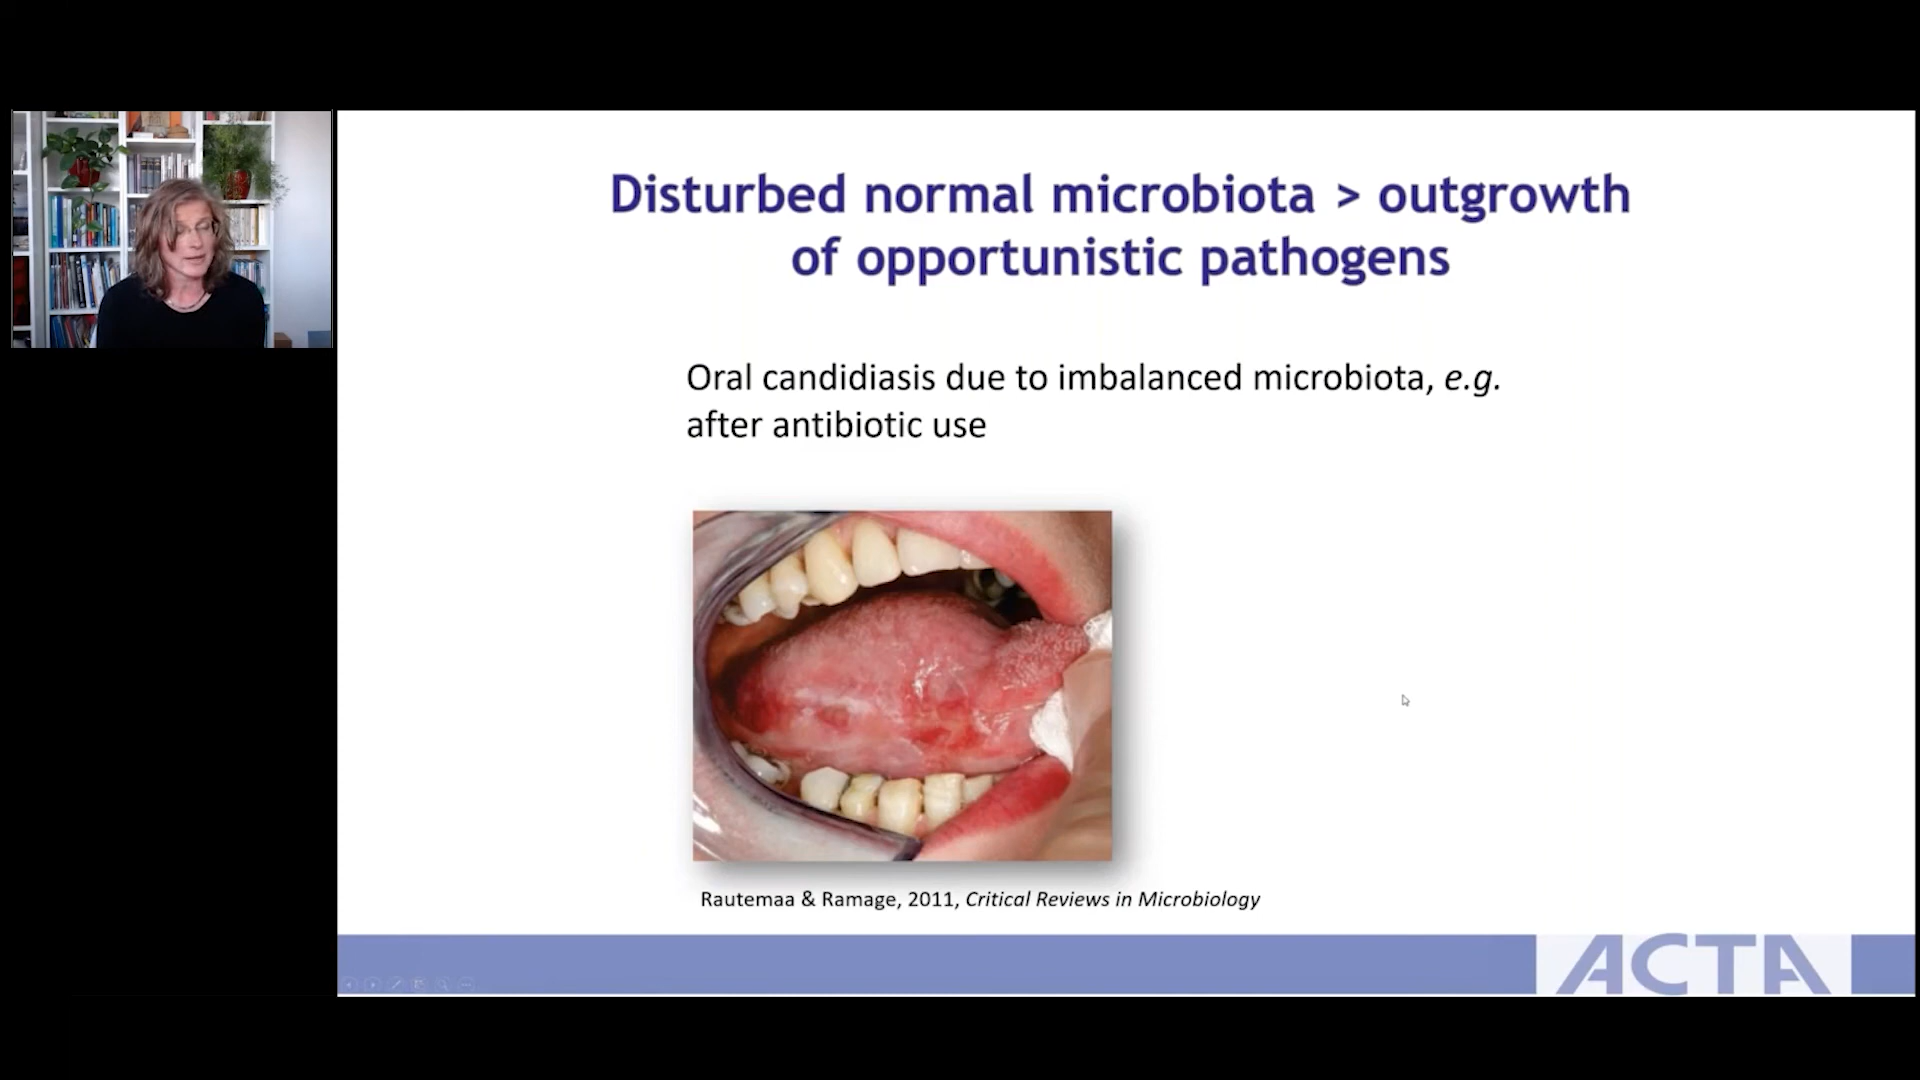 Disturbed normal microbiota > outgrowth
of opportunistic pathogens
Oral candidiasis due to imbalanced microbiota, e.g.
after antibiotic use
Rautemaa & Ramage, 2011, Critical Reviews in Microbiology
ACTA